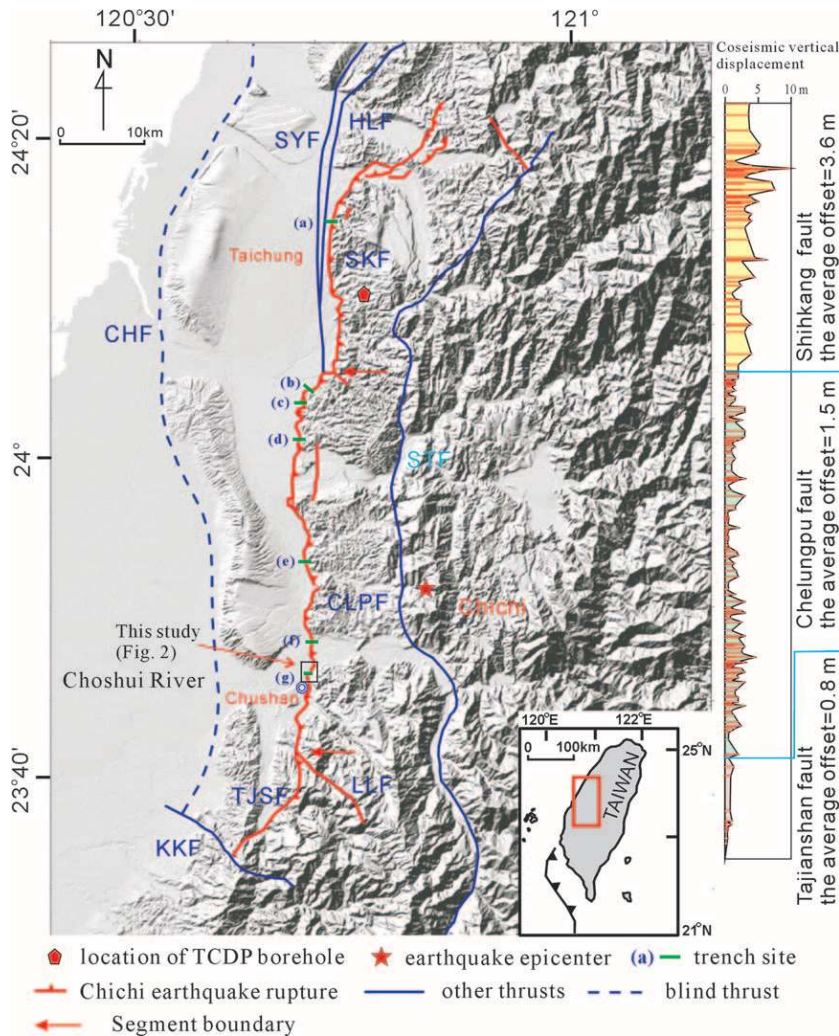 120°30'
121°
Coseismic vertical
displacement
0 5 10 m
N
0 10km
24°20'
24°
23°40'
SYF
HLF
(a)
Taichung
SKF
CHF
(b)
(c)
(d)
STF
(e)
CLPF
Chichi
This study
(Fig. 2)
(f)
Choshui River
(g)
Chushan
TJSF
LLF
KKF
Shihkang fault
the average offset=3.6 m
Chelungpu fault
the average offset=1.5 m
Tajianshan fault
the average offset=0.8 m
120°E 122°E
0 100km
25°N
TAIWAN
21°N
location of TCDP borehole
earthquake epicenter
(a) trench site
Chichi earthquake rupture
other thrusts
blind thrust
Segment boundary